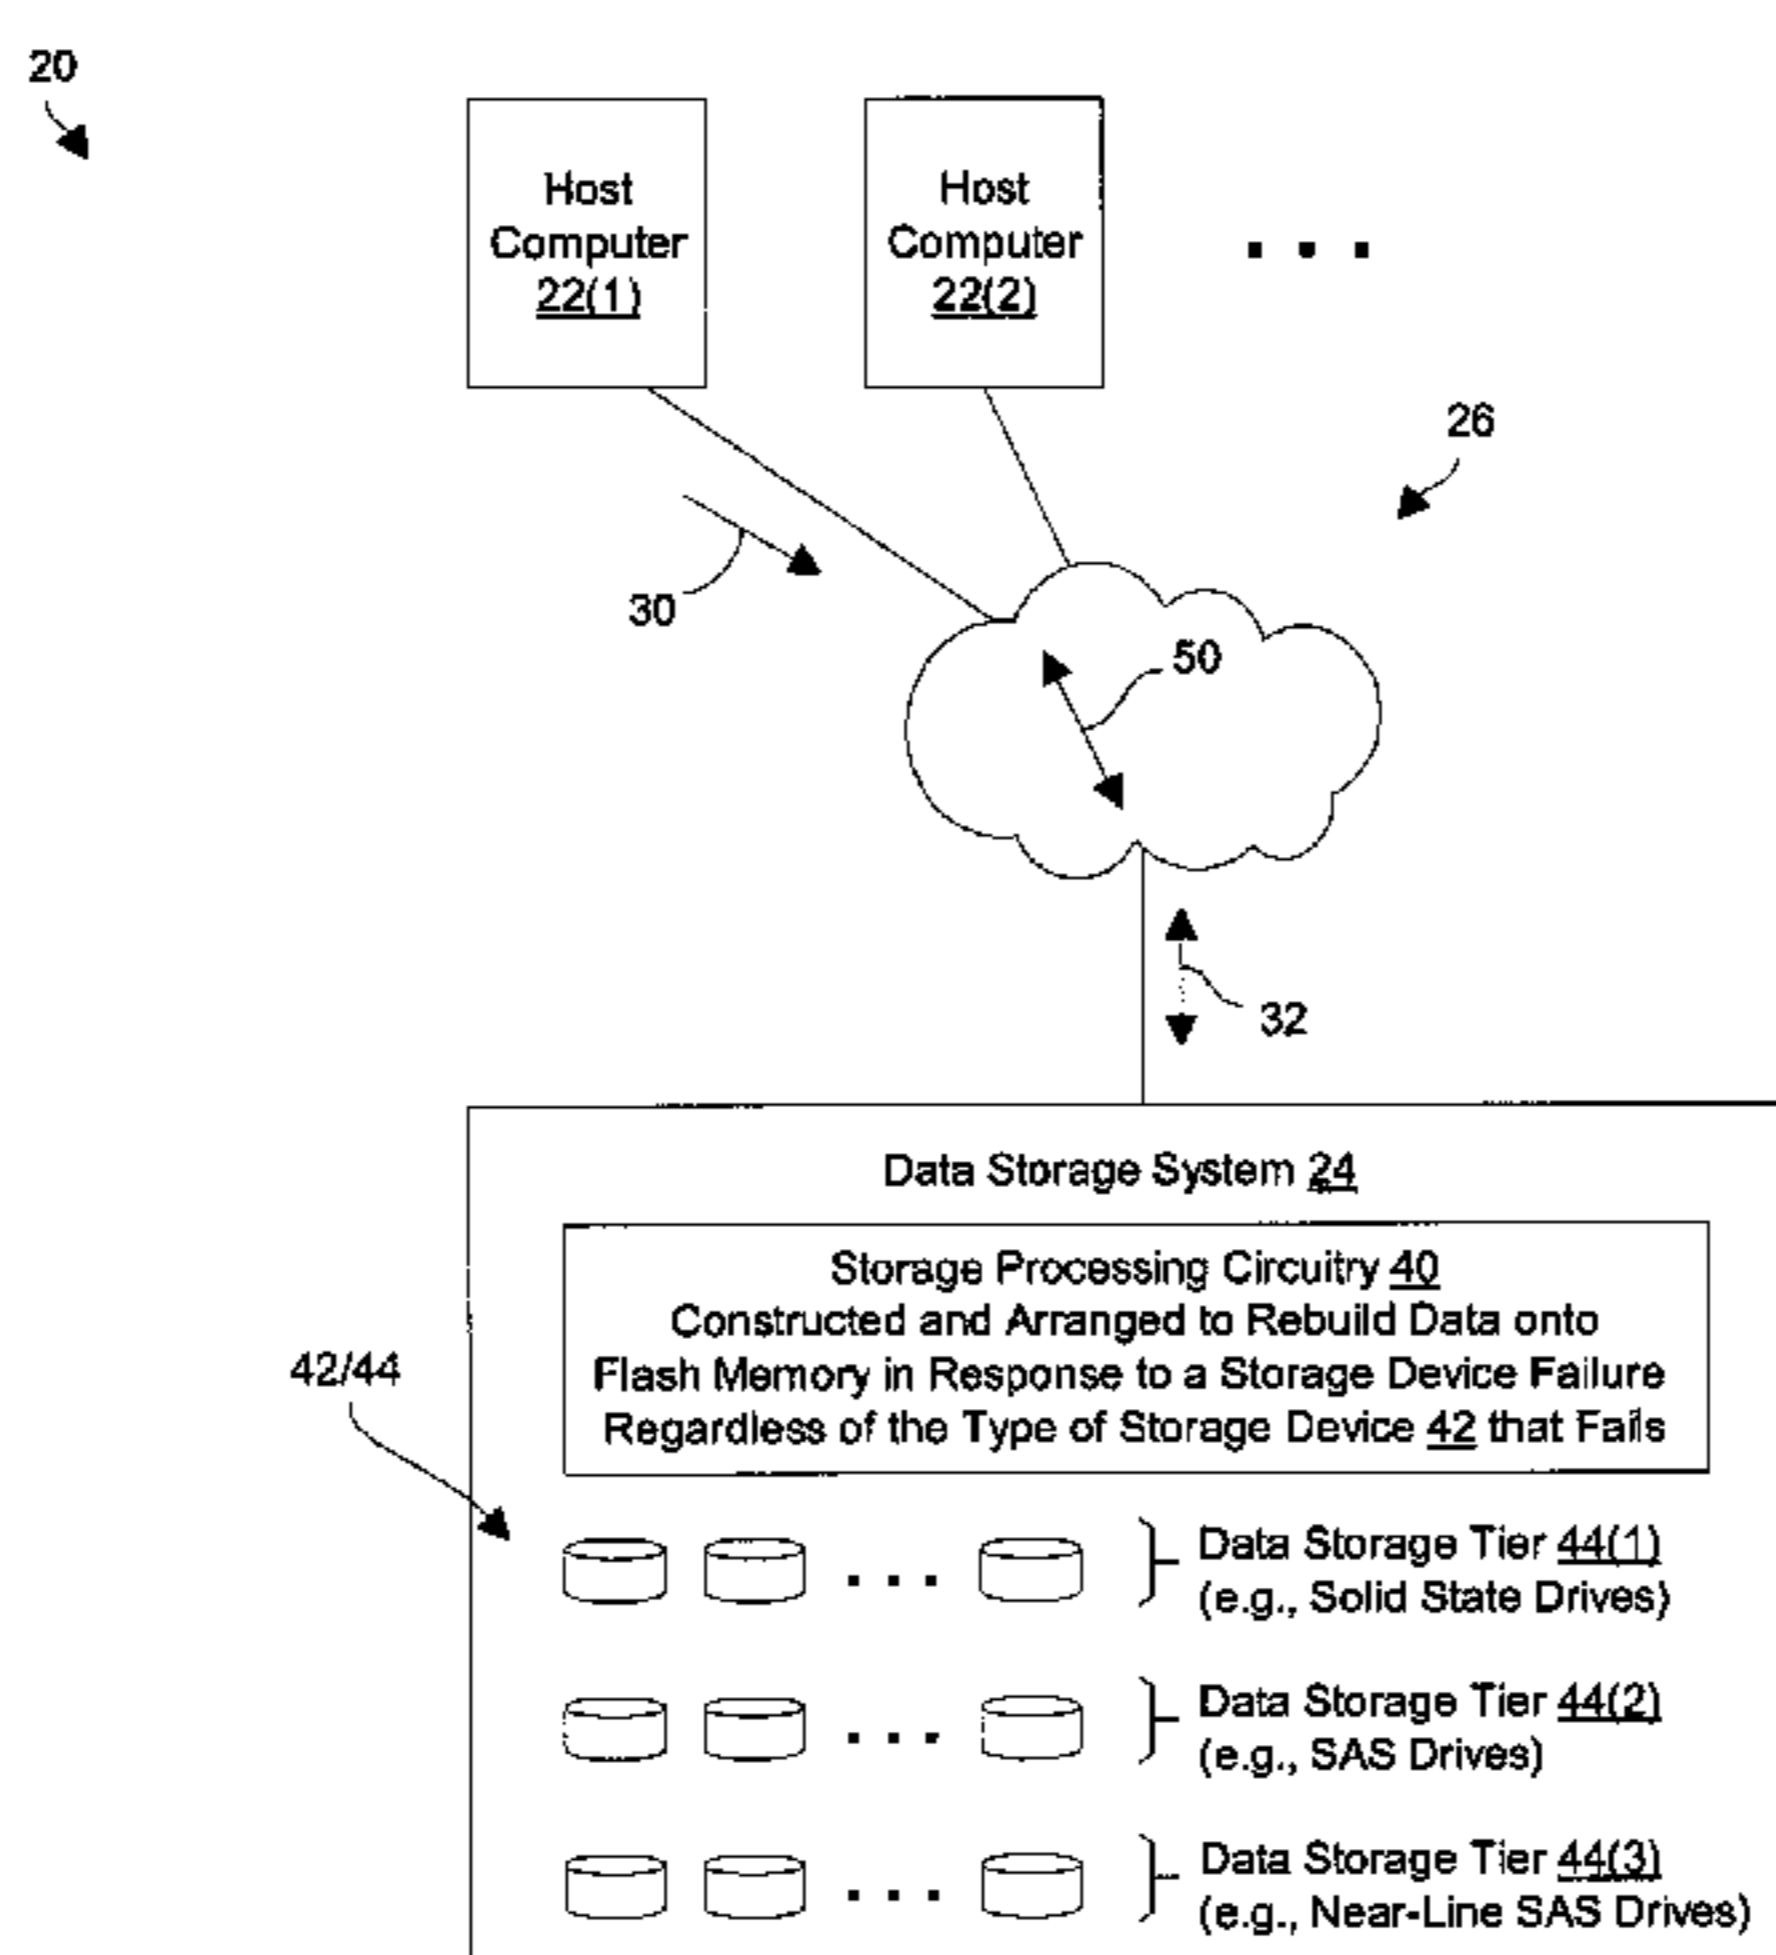 20
Host
Computer
22(1)
Host
Computer
22(2)
. . .
26
30
50
32
Data Storage System 24
Storage Processing Circuitry 40
Constructed and Arranged to Rebuild Data onto
Flash Memory in Response to a Storage Device Failure
Regardless of the Type of Storage Device 42 that Fails
42/44
. . .
Data Storage Tier 44(1)
(e.g., Solid State Drives)
. . .
Data Storage Tier 44(2)
(e.g., SAS Drives)
. . .
Data Storage Tier 44(3)
(e.g., Near-Line SAS Drives)